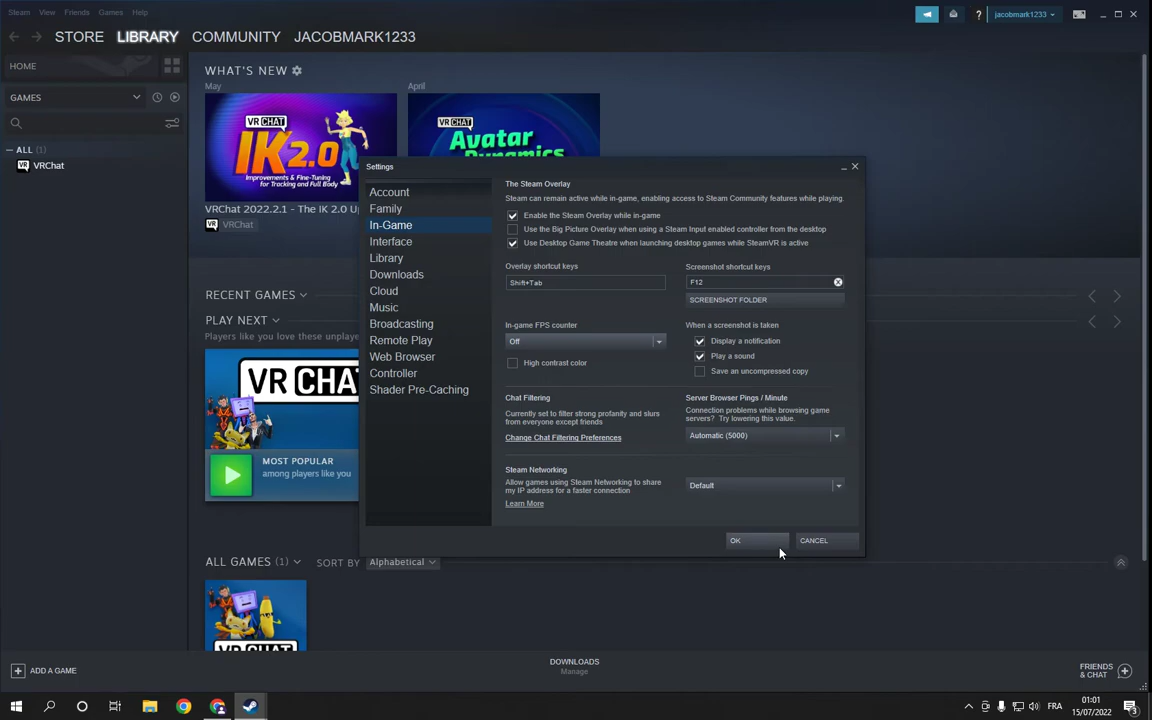 Steam View Friends Games Help
jacobmark1233
STORE LIBRARY COMMUNITY JACOBMARK1233
HOME
GAMES
ALL (1)
VRChat
WHAT'S NEW
May
April
VRCHAT
IK2.0
Improvements & Fine-Tuning
for Tracking and Full Body
VRCHAT
Avatar
Dynamics
VRChat 2022.2.1 - The IK 2.0 Up
VRChat
RECENT GAMES
PLAY NEXT
Players like you love these unplaye
VRCHAT
MOST POPULAR
among players like you
ALL GAMES (1) SORT BY Alphabetical
VRCHAT
Settings
Account
Family
In-Game
Interface
Library
Downloads
Cloud
Music
Broadcasting
Remote Play
Web Browser
Controller
Shader Pre-Caching
The Steam Overlay
Steam can remain active while in-game, enabling access to Steam Community features while playing.
Enable the Steam Overlay while in-game
Use the Big Picture Overlay when using a Steam Input enabled controller from the desktop
Use Desktop Game Theatre when launching desktop games while SteamVR is active
Overlay shortcut keys
Shift+Tab
Screenshot shortcut keys
F12
SCREENSHOT FOLDER
In-game FPS counter
Off
High contrast color
When a screenshot is taken
Display a notification
Play a sound
Save an uncompressed copy
Chat Filtering
Currently set to filter strong profanity and slurs
from everyone except friends
Change Chat Filtering Preferences
Server Browser Pings / Minute
Connection problems while browsing game
servers? Try lowering this value.
Automatic (5000)
Steam Networking
Allow games using Steam Networking to share
my IP address for a faster connection
Learn More
Default
OK
CANCEL
ADD A GAME
DOWNLOADS
Manage
FRIENDS
& CHAT
FRA
01:01
15/07/2022
3